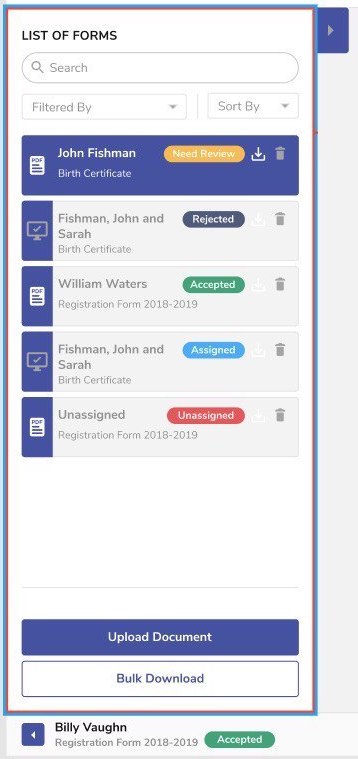 LIST OF FORMS
Search
Filtered By
Sort By
PDF
John Fishman
Need Review
Birth Certificate
Fishman, John and
Sarah
Rejected
Birth Certificate
PDF
William Waters
Accepted
Registration Form 2018-2019
Fishman, John and
Sarah
Assigned
Birth Certificate
PDF
Unassigned
Unassigned
Registration Form 2018-2019
Upload Document
Bulk Download
Billy Vaughn
Registration Form 2018-2019
Accepted